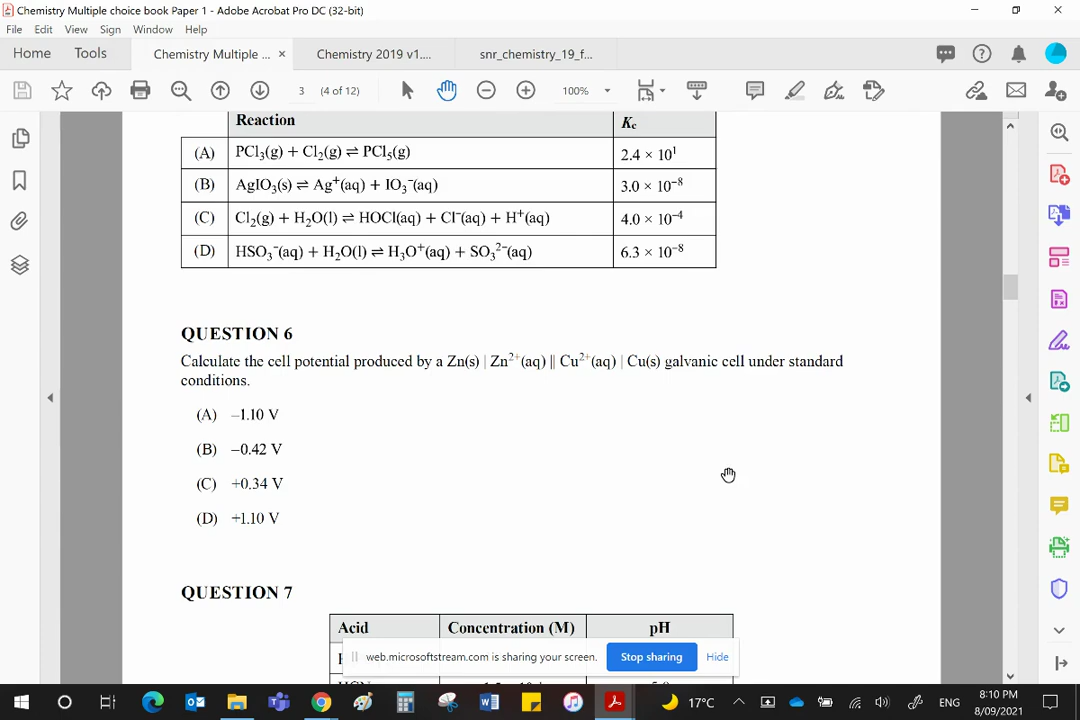 Chemistry Multiple choice book Paper 1 - Adobe Acrobat Pro DC (32-bit)
File Edit View Sign Window Help
Home Tools Chemistry Multiple ... × Chemistry 2019 v1.... snr_chemistry_19_f...
3 (4 of 12) 100%
Reaction Kc
(A) PCl₃(g) + Cl₂(g) ⇌ PCl₅(g) 2.4 × 10¹
(B) AgIO₃(s) ⇌ Ag⁺(aq) + IO₃⁻(aq) 3.0 × 10⁻⁸
(C) Cl₂(g) + H₂O(l) ⇌ HOCl(aq) + Cl⁻(aq) + H⁺(aq) 4.0 × 10⁻⁴
(D) HSO₃⁻(aq) + H₂O(l) ⇌ H₃O⁺(aq) + SO₃²⁻(aq) 6.3 × 10⁻⁸
QUESTION 6
Calculate the cell potential produced by a Zn(s) | Zn²⁺(aq) || Cu²⁺(aq) | Cu(s) galvanic cell under standard
conditions.
(A) –1.10 V
(B) –0.42 V
(C) +0.34 V
(D) +1.10 V
QUESTION 7
Acid Concentration (M) pH
web.microsoftstream.com is sharing your screen. Stop sharing Hide
17°C ENG 8:10 PM
8/09/2021